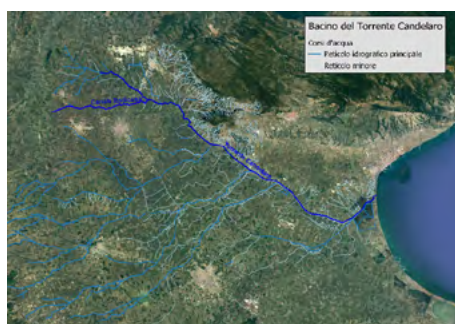 Bacino del Torrente Candelaro
Corsi d'acqua
Reticolo idrografico principale
Reticolo minore